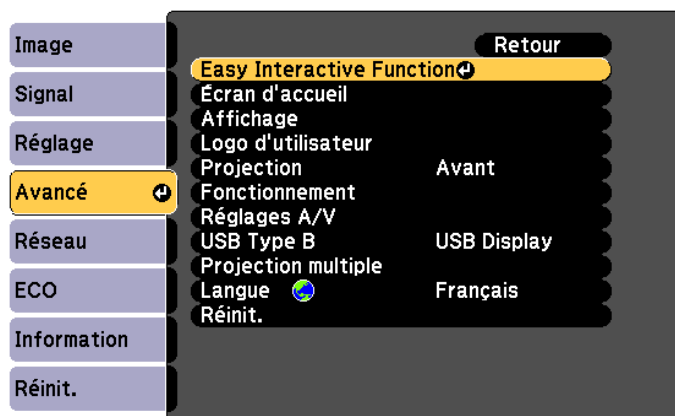 Image
Signal
Réglage
Avancé
Réseau
ECO
Information
Réinit.
Retour
Easy Interactive Function
Écran d'accueil
Affichage
Logo d'utilisateur
Projection Avant
Fonctionnement
Réglages A/V
USB Type B USB Display
Projection multiple
Langue Français
Réinit.